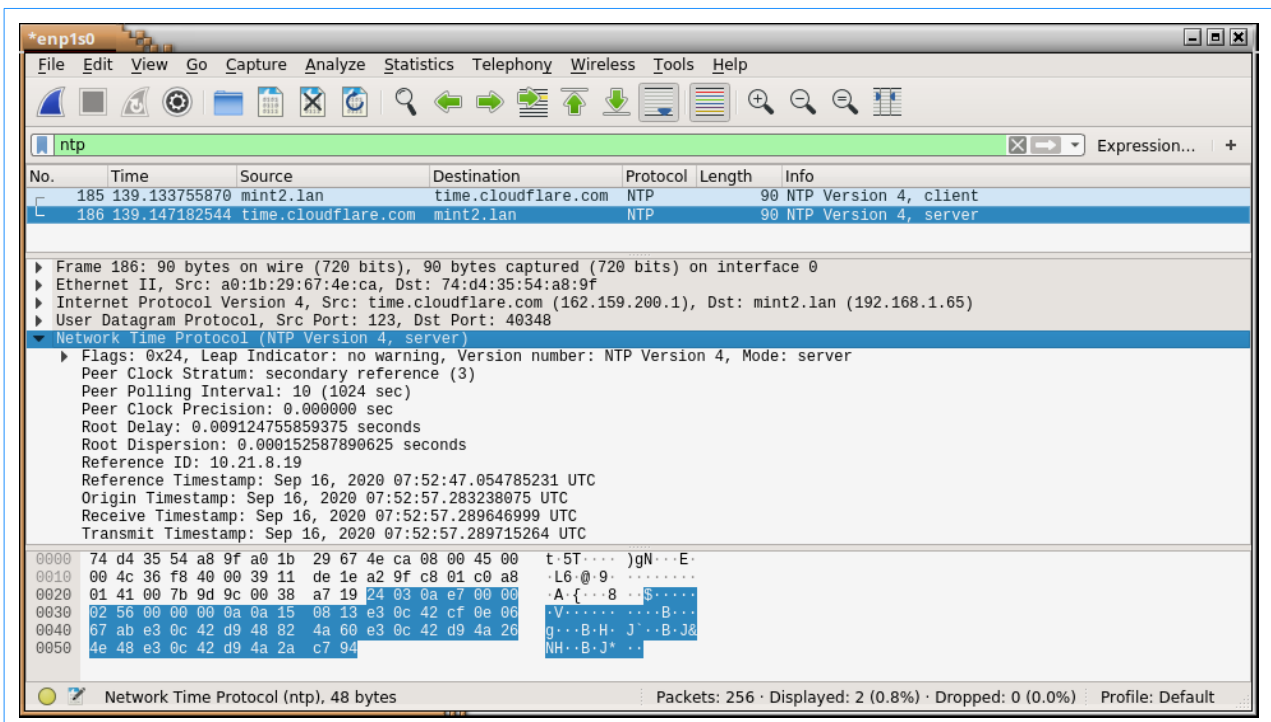 *enp1s0
File Edit View Go Capture Analyze Statistics Telephony Wireless Tools Help
ntp Expression... +
No. Time Source Destination Protocol Length Info
185 139.133755870 mint2.lan time.cloudflare.com NTP 90 NTP Version 4, client
186 139.147182544 time.cloudflare.com mint2.lan NTP 90 NTP Version 4, server
Frame 186: 90 bytes on wire (720 bits), 90 bytes captured (720 bits) on interface 0
Ethernet II, Src: a0:1b:29:67:4e:ca, Dst: 74:d4:35:54:a8:9f
Internet Protocol Version 4, Src: time.cloudflare.com (162.159.200.1), Dst: mint2.lan (192.168.1.65)
User Datagram Protocol, Src Port: 123, Dst Port: 40348
Network Time Protocol (NTP Version 4, server)
Flags: 0x24, Leap Indicator: no warning, Version number: NTP Version 4, Mode: server
Peer Clock Stratum: secondary reference (3)
Peer Polling Interval: 10 (1024 sec)
Peer Clock Precision: 0.000000 sec
Root Delay: 0.009124755859375 seconds
Root Dispersion: 0.000152587890625 seconds
Reference ID: 10.21.8.19
Reference Timestamp: Sep 16, 2020 07:52:47.054785231 UTC
Origin Timestamp: Sep 16, 2020 07:52:57.283238075 UTC
Receive Timestamp: Sep 16, 2020 07:52:57.289646999 UTC
Transmit Timestamp: Sep 16, 2020 07:52:57.289715264 UTC
0000 74 d4 35 54 a8 9f a0 1b 29 67 4e ca 08 00 45 00 t·5T···· )gN···E·
0010 00 4c 36 f8 40 00 39 11 de 1e a2 9f c8 01 c0 a8 ·L6·@·9· ········
0020 01 41 00 7b 9d 9c 00 38 a7 19 24 03 0a e7 00 00 ·A·{···8 ··$·····
0030 02 56 00 00 00 0a 0a 15 08 13 e3 0c 42 cf 0e 06 ·V······ ····B···
0040 67 ab e3 0c 42 d9 48 82 4a 60 e3 0c 42 d9 4a 26 g···B·H· J`··B·J&
0050 4e 48 e3 0c 42 d9 4a 2a c7 94 NH··B·J* ··
Network Time Protocol (ntp), 48 bytes Packets: 256 · Displayed: 2 (0.8%) · Dropped: 0 (0.0%) Profile: Default